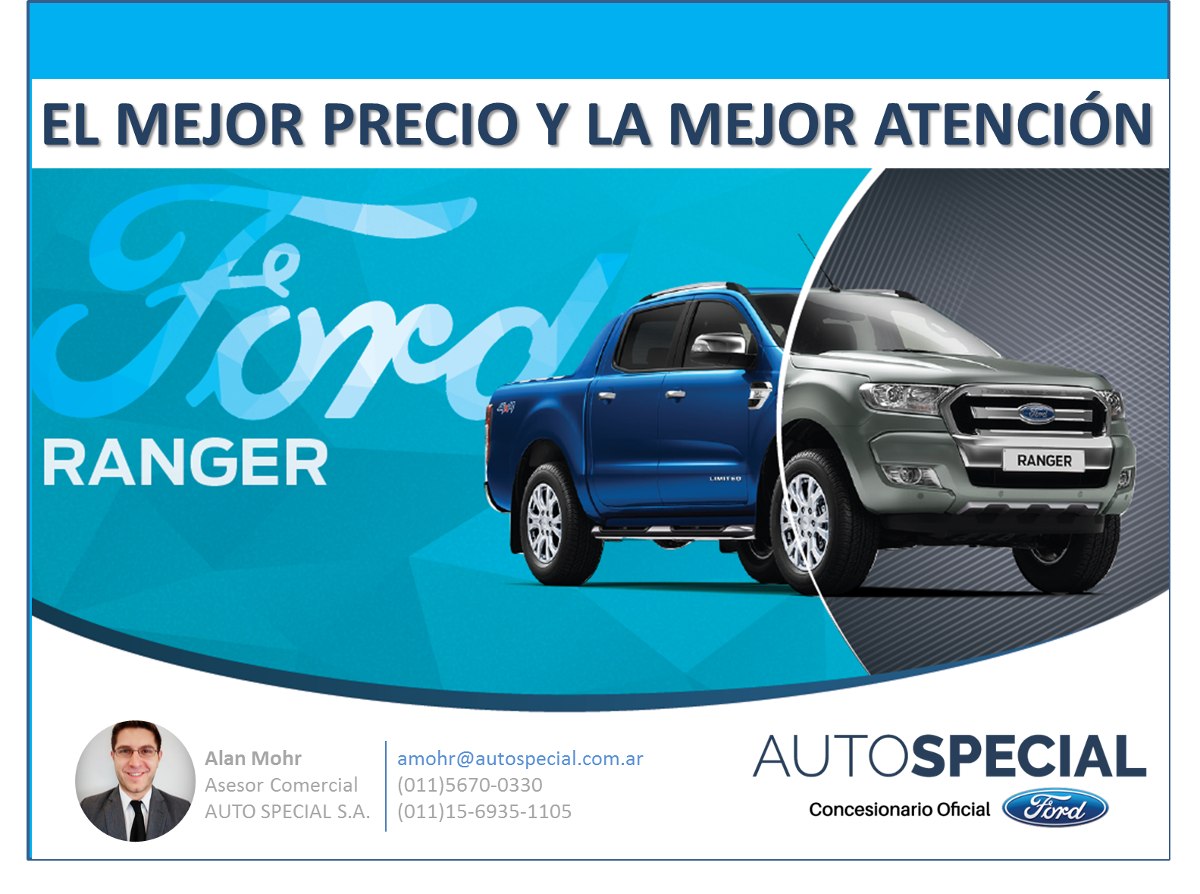 EL MEJOR PRECIO Y LA MEJOR ATENCIÓN
Ford
RANGER
4x4
LIMITED
Ford
RANGER
Alan Mohr
Asesor Comercial
AUTO SPECIAL S.A.
amohr@autospecial.com.ar
(011)5670-0330
(011)15-6935-1105
AUTOSPECIAL
Concesionario Oficial Ford